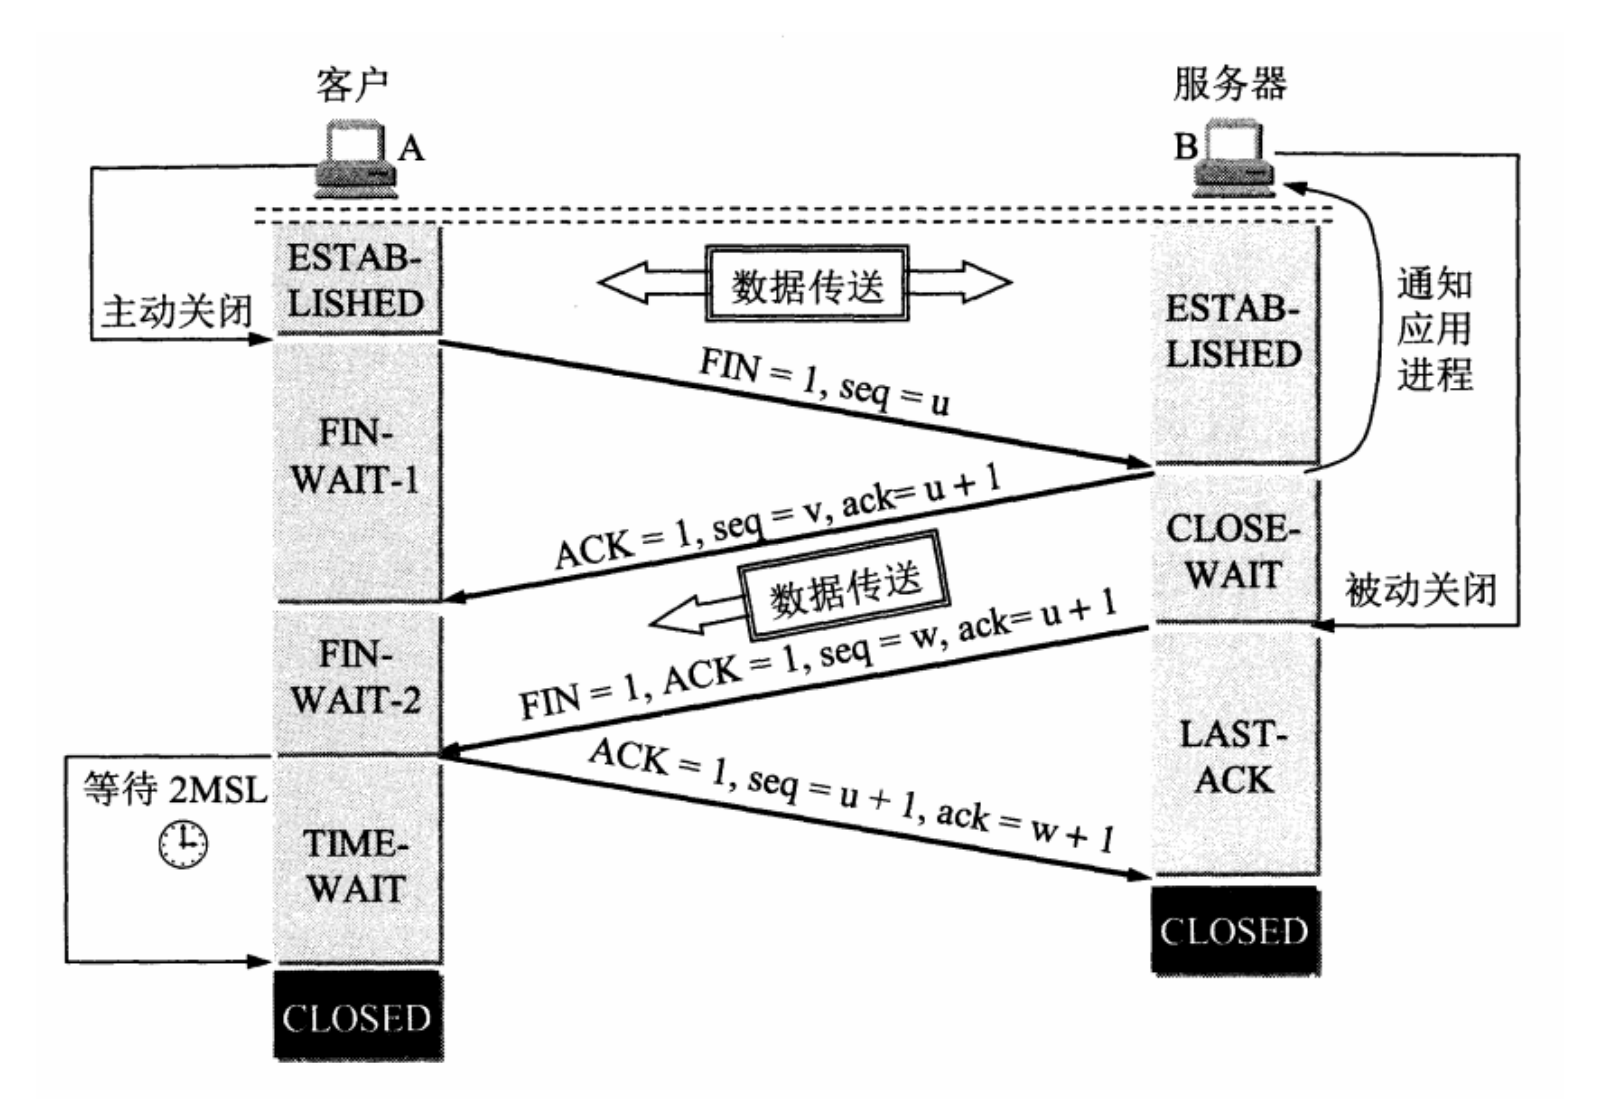 客户
服务器
A
B
ESTAB-
LISHED
数据传送
ESTAB-
LISHED
通知
应用
进程
主动关闭
FIN = 1, seq = u
FIN-
WAIT-1
ACK = 1, seq = v, ack= u + 1
CLOSE-
WAIT
数据传送
被动关闭
FIN = 1, ACK = 1, seq = w, ack= u + 1
FIN-
WAIT-2
LAST-
ACK
ACK = 1, seq = u + 1, ack = w + 1
等待 2MSL
TIME-
WAIT
CLOSED
CLOSED